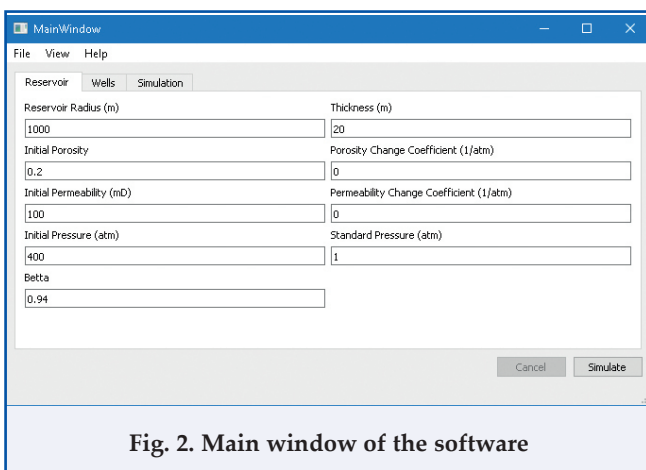 MainWindow
File View Help
Reservoir Wells Simulation
Reservoir Radius (m) Thickness (m)
1000 20
Initial Porosity Porosity Change Coefficient (1/atm)
0.2 0
Initial Permeability (mD) Permeability Change Coefficient (1/atm)
100 0
Initial Pressure (atm) Standard Pressure (atm)
400 1
Betta
0.94
Cancel Simulate
Fig. 2. Main window of the software